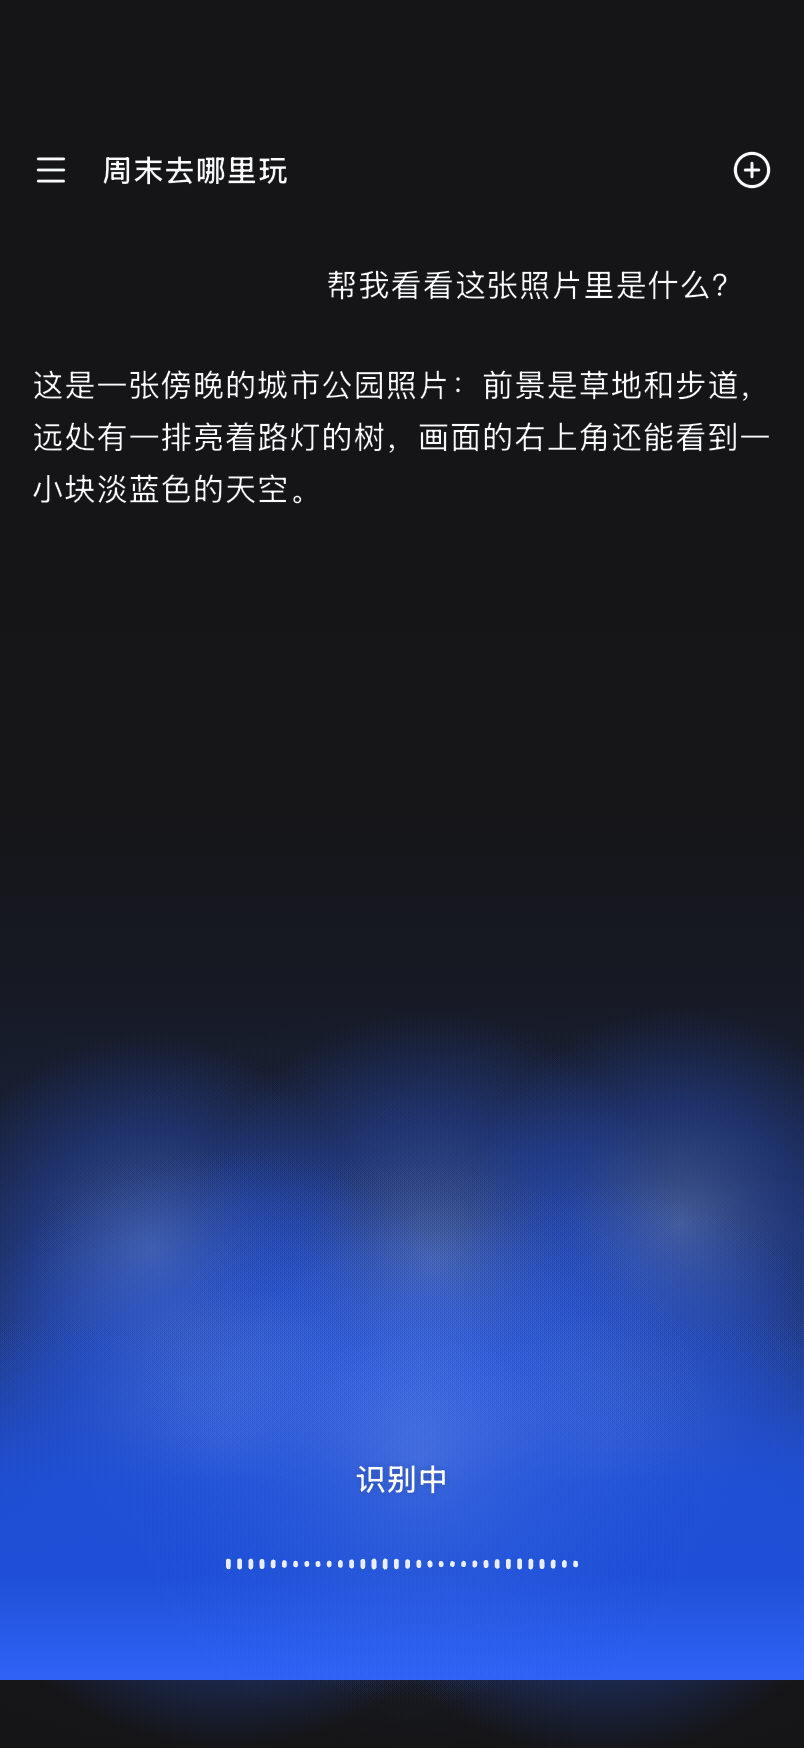 周末去哪里玩
帮我看看这张照片里是什么？
这是一张傍晚的城市公园照片：前景是草地和步道，
远处有一排亮着路灯的树，画面的右上角还能看到一
小块淡蓝色的天空。
识别中